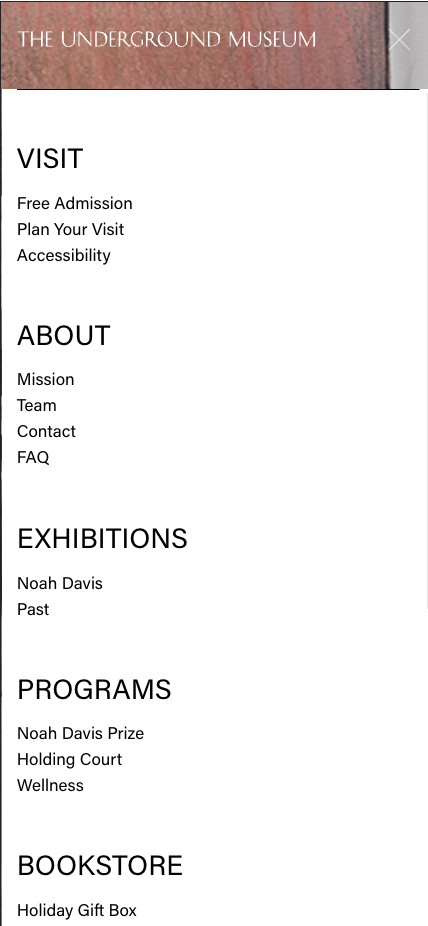 THE UNDERGROUND MUSEUM
VISIT
Free Admission
Plan Your Visit
Accessibility
ABOUT
Mission
Team
Contact
FAQ
EXHIBITIONS
Noah Davis
Past
PROGRAMS
Noah Davis Prize
Holding Court
Wellness
BOOKSTORE
Holiday Gift Box